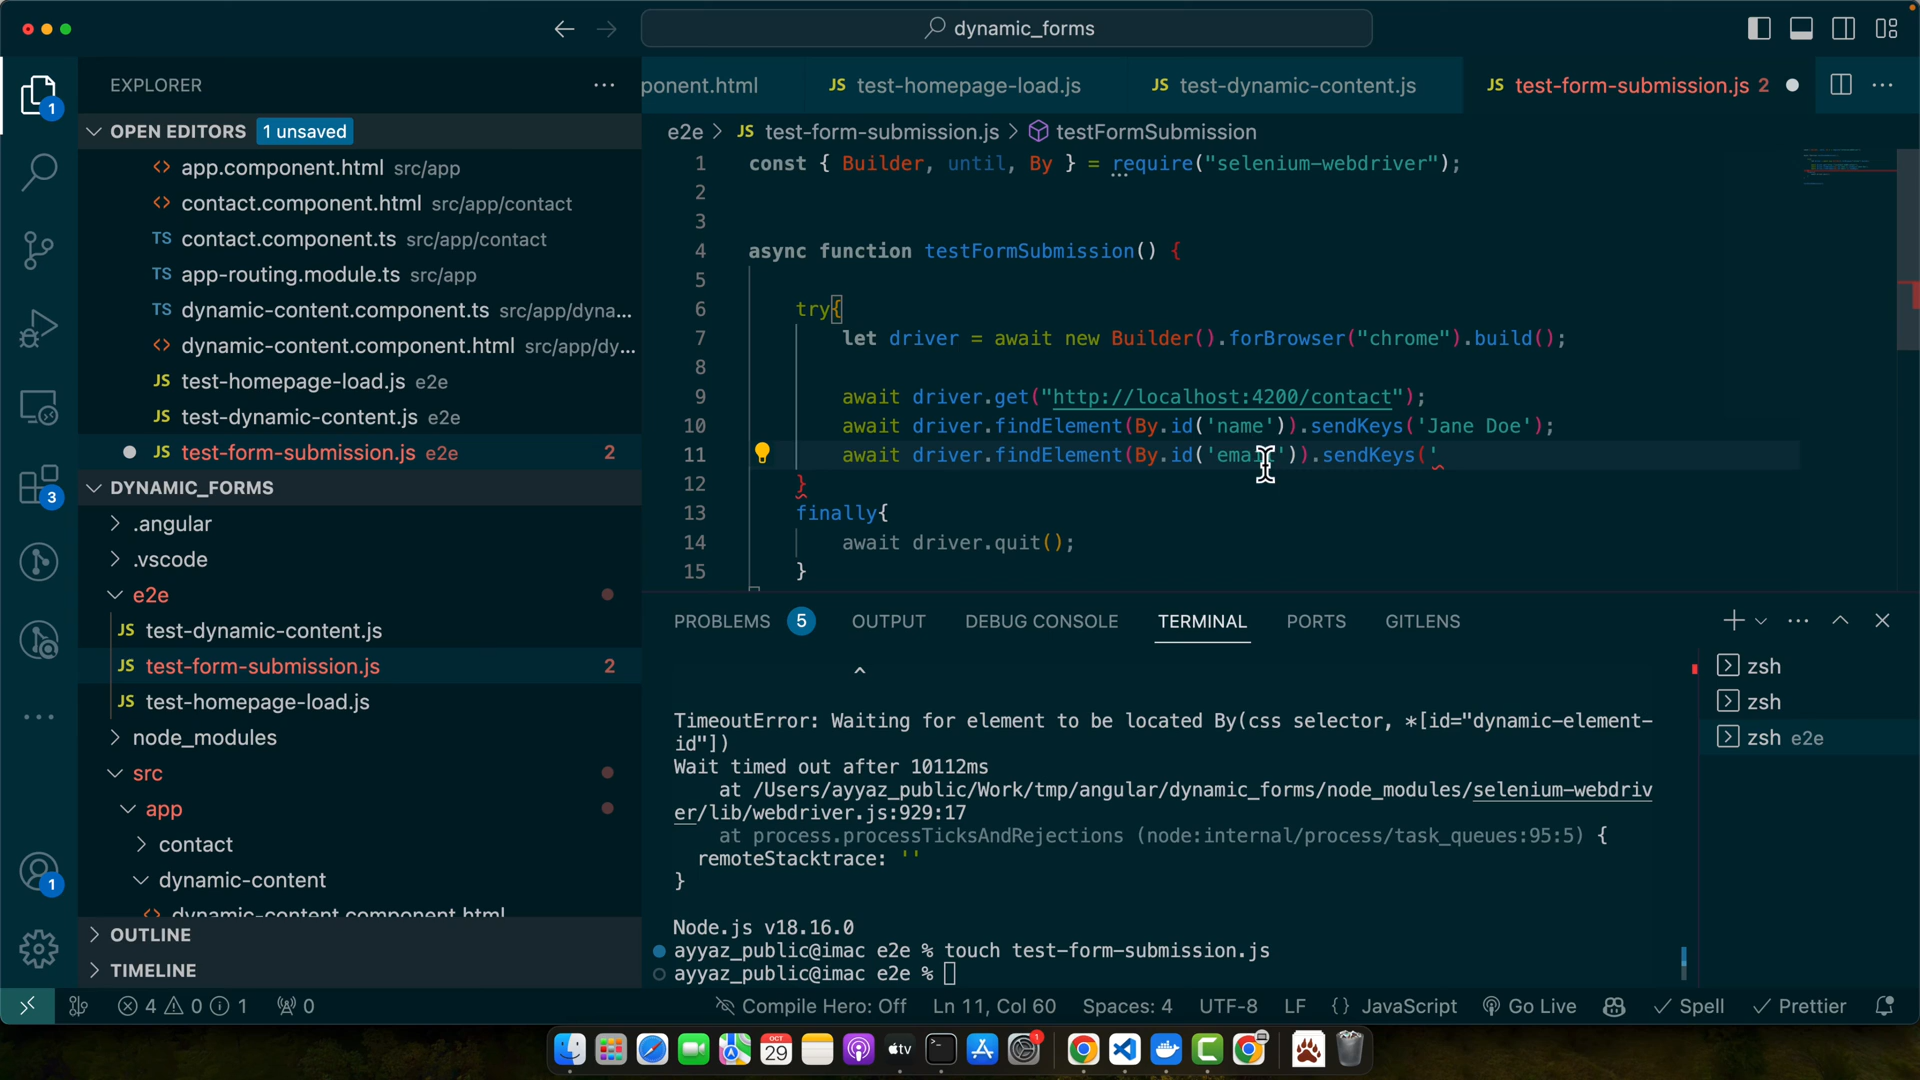 dynamic_forms
EXPLORER
OPEN EDITORS 1 unsaved
app.component.html src/app
contact.component.html src/app/contact
TS contact.component.ts src/app/contact
TS app-routing.module.ts src/app
TS dynamic-content.component.ts src/app/dyna...
dynamic-content.component.html src/app/dy...
JS test-homepage-load.js e2e
JS test-dynamic-content.js e2e
JS test-form-submission.js e2e 2
DYNAMIC_FORMS
.angular
.vscode
e2e
JS test-dynamic-content.js
JS test-form-submission.js 2
JS test-homepage-load.js
node_modules
src
app
contact
dynamic-content
dynamic-content.component.html
OUTLINE
TIMELINE
1
3
1
ponent.html JS test-homepage-load.js JS test-dynamic-content.js JS test-form-submission.js 2
e2e > JS test-form-submission.js > testFormSubmission
1 const { Builder, until, By } = require("selenium-webdriver");
2
3
4 async function testFormSubmission() {
5
6 try{
7 let driver = await new Builder().forBrowser("chrome").build();
8
9 await driver.get("http://localhost:4200/contact");
10 await driver.findElement(By.id('name')).sendKeys('Jane Doe');
11 await driver.findElement(By.id('email')).sendKeys('
12 }
13 finally{
14 await driver.quit();
15 }
PROBLEMS 5 OUTPUT DEBUG CONSOLE TERMINAL PORTS GITLENS
^
TimeoutError: Waiting for element to be located By(css selector, *[id="dynamic-element-
id"])
Wait timed out after 10112ms
at /Users/ayyaz_public/Work/tmp/angular/dynamic_forms/node_modules/selenium-webdriv
er/lib/webdriver.js:929:17
at process.processTicksAndRejections (node:internal/process/task_queues:95:5) {
remoteStacktrace: ''
}
Node.js v18.16.0
ayyaz_public@imac e2e % touch test-form-submission.js
ayyaz_public@imac e2e %
zsh
zsh
zsh e2e
4 0 1 0 Compile Hero: Off Ln 11, Col 60 Spaces: 4 UTF-8 LF {} JavaScript Go Live Spell Prettier
OCT
29
tv
1